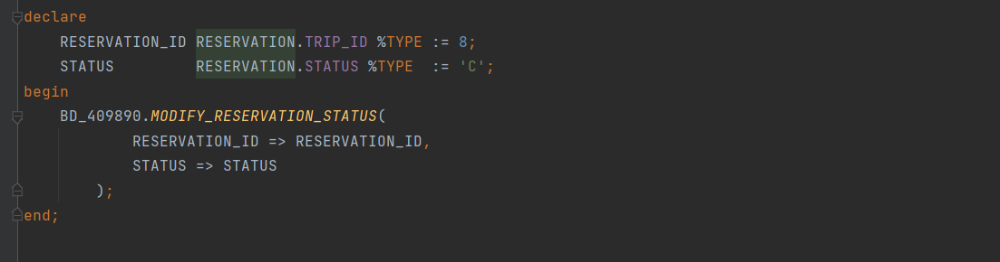 declare
    RESERVATION_ID RESERVATION.TRIP_ID %TYPE := 8;
    STATUS         RESERVATION.STATUS %TYPE  := 'C';
begin
    BD_409890.MODIFY_RESERVATION_STATUS(
            RESERVATION_ID => RESERVATION_ID,
            STATUS => STATUS
        );
end;